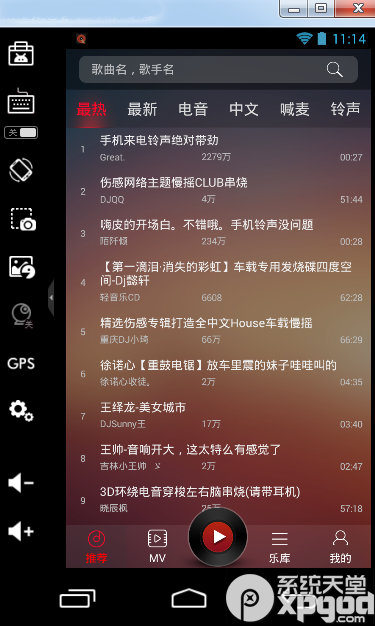 11:14
歌曲名，歌手名
关
最热 最新 电音 中文 喊麦 铃声
1 手机来电铃声绝对带劲
Great. 2279万 00:27
2 伤感网络主题慢摇CLUB串烧
DJQQ 4万 51:44
3 嗨皮的开场白。不错哦。手机铃声没问题
陌阡倾 234万 00:28
4 【第一滴泪·消失的彩虹】车载专用发烧碟四度空
间-Dj懿轩
轻音乐CD 6608 62:28
5 精选伤感专辑打造全中文House车载慢摇
重庆DJ小琦 66万 66:29
关
GPS
6 徐诺心【重鼓电锯】放车里震的妹子哇哇叫的
徐诺心收徒。 2万 04:35
7 王绎龙-美女城市
DJSunny王 17万 03:40
8 王帅-音响开大，这太特么有感觉了
吉林小王帅 2万 02:47
9 3D环绕电音穿梭左右脑串烧(请带耳机)
晓辰枫 25万 57:18
推荐 MV 乐库 我的
系统天堂
xpgod
.com